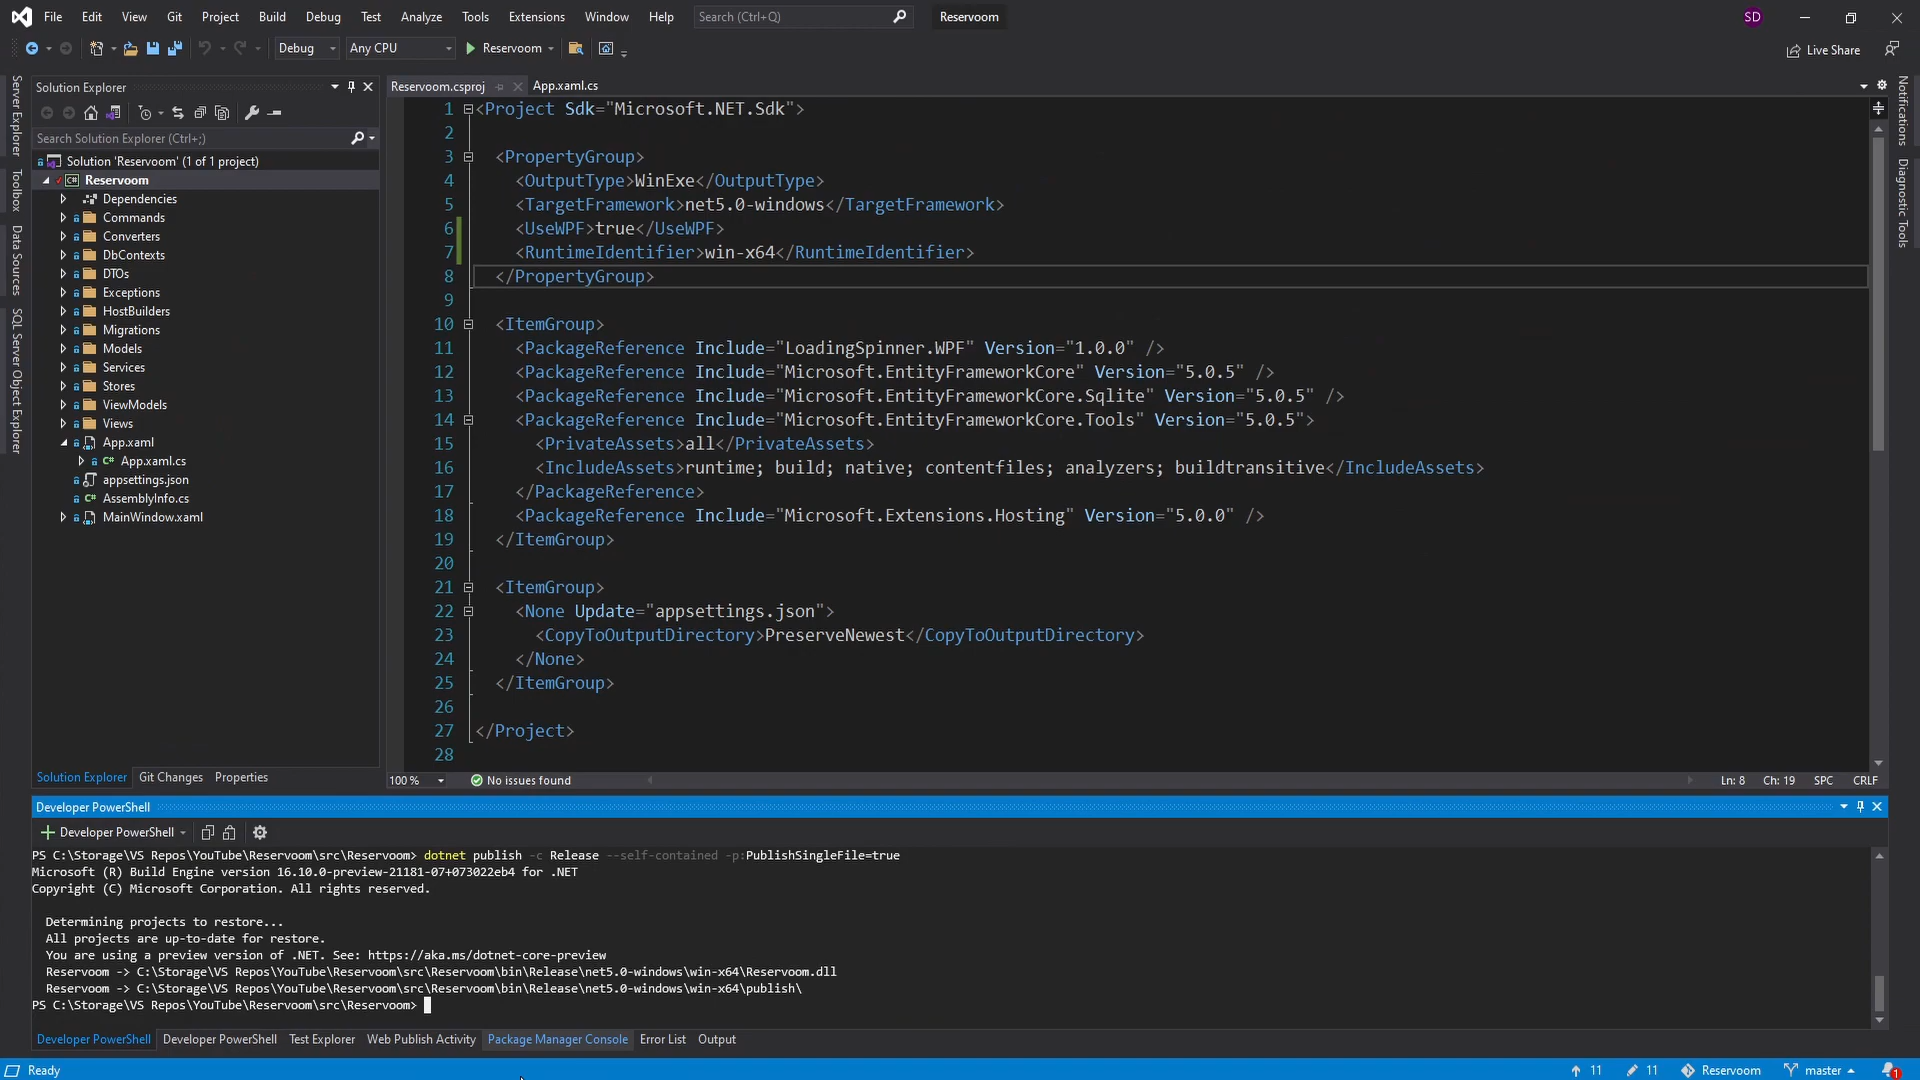 File Edit View Git Project Build Debug Test Analyze Tools Extensions Window Help Search (Ctrl+Q) Reservoom SD
Debug Any CPU Reservoom Live Share
Solution Explorer
Reservoom.csproj App.xaml.cs
Server Explorer
Toolbox
Data Sources
SQL Server Object Explorer
Search Solution Explorer (Ctrl+;)
Solution 'Reservoom' (1 of 1 project)
C# Reservoom
Dependencies
Commands
Converters
DbContexts
DTOs
Exceptions
HostBuilders
Migrations
Models
Services
Stores
ViewModels
Views
App.xaml
C# App.xaml.cs
appsettings.json
C# AssemblyInfo.cs
MainWindow.xaml
Solution Explorer Git Changes Properties
1 <Project Sdk="Microsoft.NET.Sdk">
2
3 <PropertyGroup>
4 <OutputType>WinExe</OutputType>
5 <TargetFramework>net5.0-windows</TargetFramework>
6 <UseWPF>true</UseWPF>
7 <RuntimeIdentifier>win-x64</RuntimeIdentifier>
8 </PropertyGroup>
9
10 <ItemGroup>
11 <PackageReference Include="LoadingSpinner.WPF" Version="1.0.0" />
12 <PackageReference Include="Microsoft.EntityFrameworkCore" Version="5.0.5" />
13 <PackageReference Include="Microsoft.EntityFrameworkCore.Sqlite" Version="5.0.5" />
14 <PackageReference Include="Microsoft.EntityFrameworkCore.Tools" Version="5.0.5">
15 <PrivateAssets>all</PrivateAssets>
16 <IncludeAssets>runtime; build; native; contentfiles; analyzers; buildtransitive</IncludeAssets>
17 </PackageReference>
18 <PackageReference Include="Microsoft.Extensions.Hosting" Version="5.0.0" />
19 </ItemGroup>
20
21 <ItemGroup>
22 <None Update="appsettings.json">
23 <CopyToOutputDirectory>PreserveNewest</CopyToOutputDirectory>
24 </None>
25 </ItemGroup>
26
27 </Project>
28
100 % No issues found Ln: 8 Ch: 19 SPC CRLF
Notifications
Diagnostic Tools
Developer PowerShell
Developer PowerShell
PS C:\Storage\VS Repos\YouTube\Reservoom\src\Reservoom> dotnet publish -c Release --self-contained -p:PublishSingleFile=true
Microsoft (R) Build Engine version 16.10.0-preview-21181-07+073022eb4 for .NET
Copyright (C) Microsoft Corporation. All rights reserved.
Determining projects to restore...
All projects are up-to-date for restore.
You are using a preview version of .NET. See: https://aka.ms/dotnet-core-preview
Reservoom -> C:\Storage\VS Repos\YouTube\Reservoom\src\Reservoom\bin\Release\net5.0-windows\win-x64\Reservoom.dll
Reservoom -> C:\Storage\VS Repos\YouTube\Reservoom\src\Reservoom\bin\Release\net5.0-windows\win-x64\publish\
PS C:\Storage\VS Repos\YouTube\Reservoom\src\Reservoom>
Developer PowerShell Developer PowerShell Test Explorer Web Publish Activity Package Manager Console Error List Output
Ready 11 11 Reservoom master 1